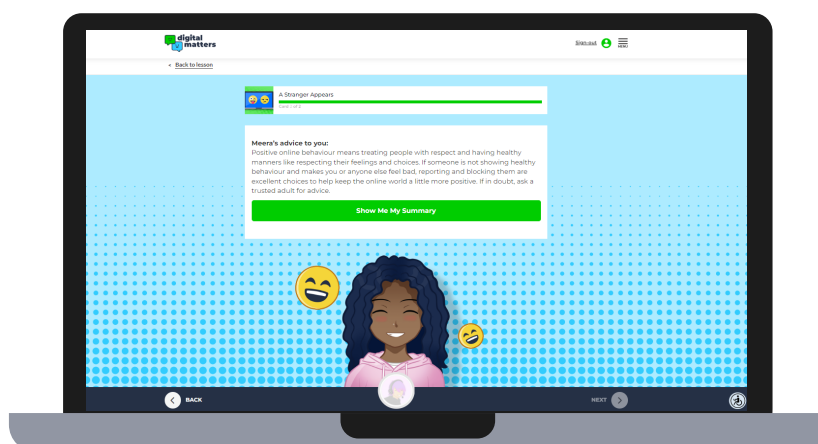 digital
matters
Sign out
MENU
< Back to lesson
A Stranger Appears
Meera's advice to you:
Positive online behaviour means treating people with respect and having healthy
manners like respecting their feelings and choices. If someone is not showing healthy
behaviour and makes you or anyone else feel bad, reporting and blocking them are
excellent choices to help keep the online world a little more positive. If in doubt, ask a
trusted adult for advice.
Show Me My Summary
BACK
NEXT